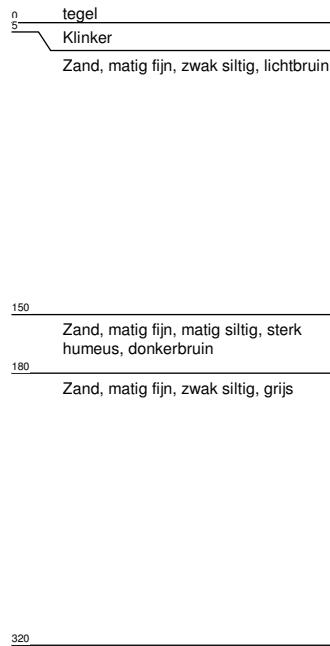 0 tegel
5 Klinker
Zand, matig fijn, zwak siltig, lichtbruin
150
Zand, matig fijn, matig siltig, sterk
humeus, donkerbruin
180
Zand, matig fijn, zwak siltig, grijs
320